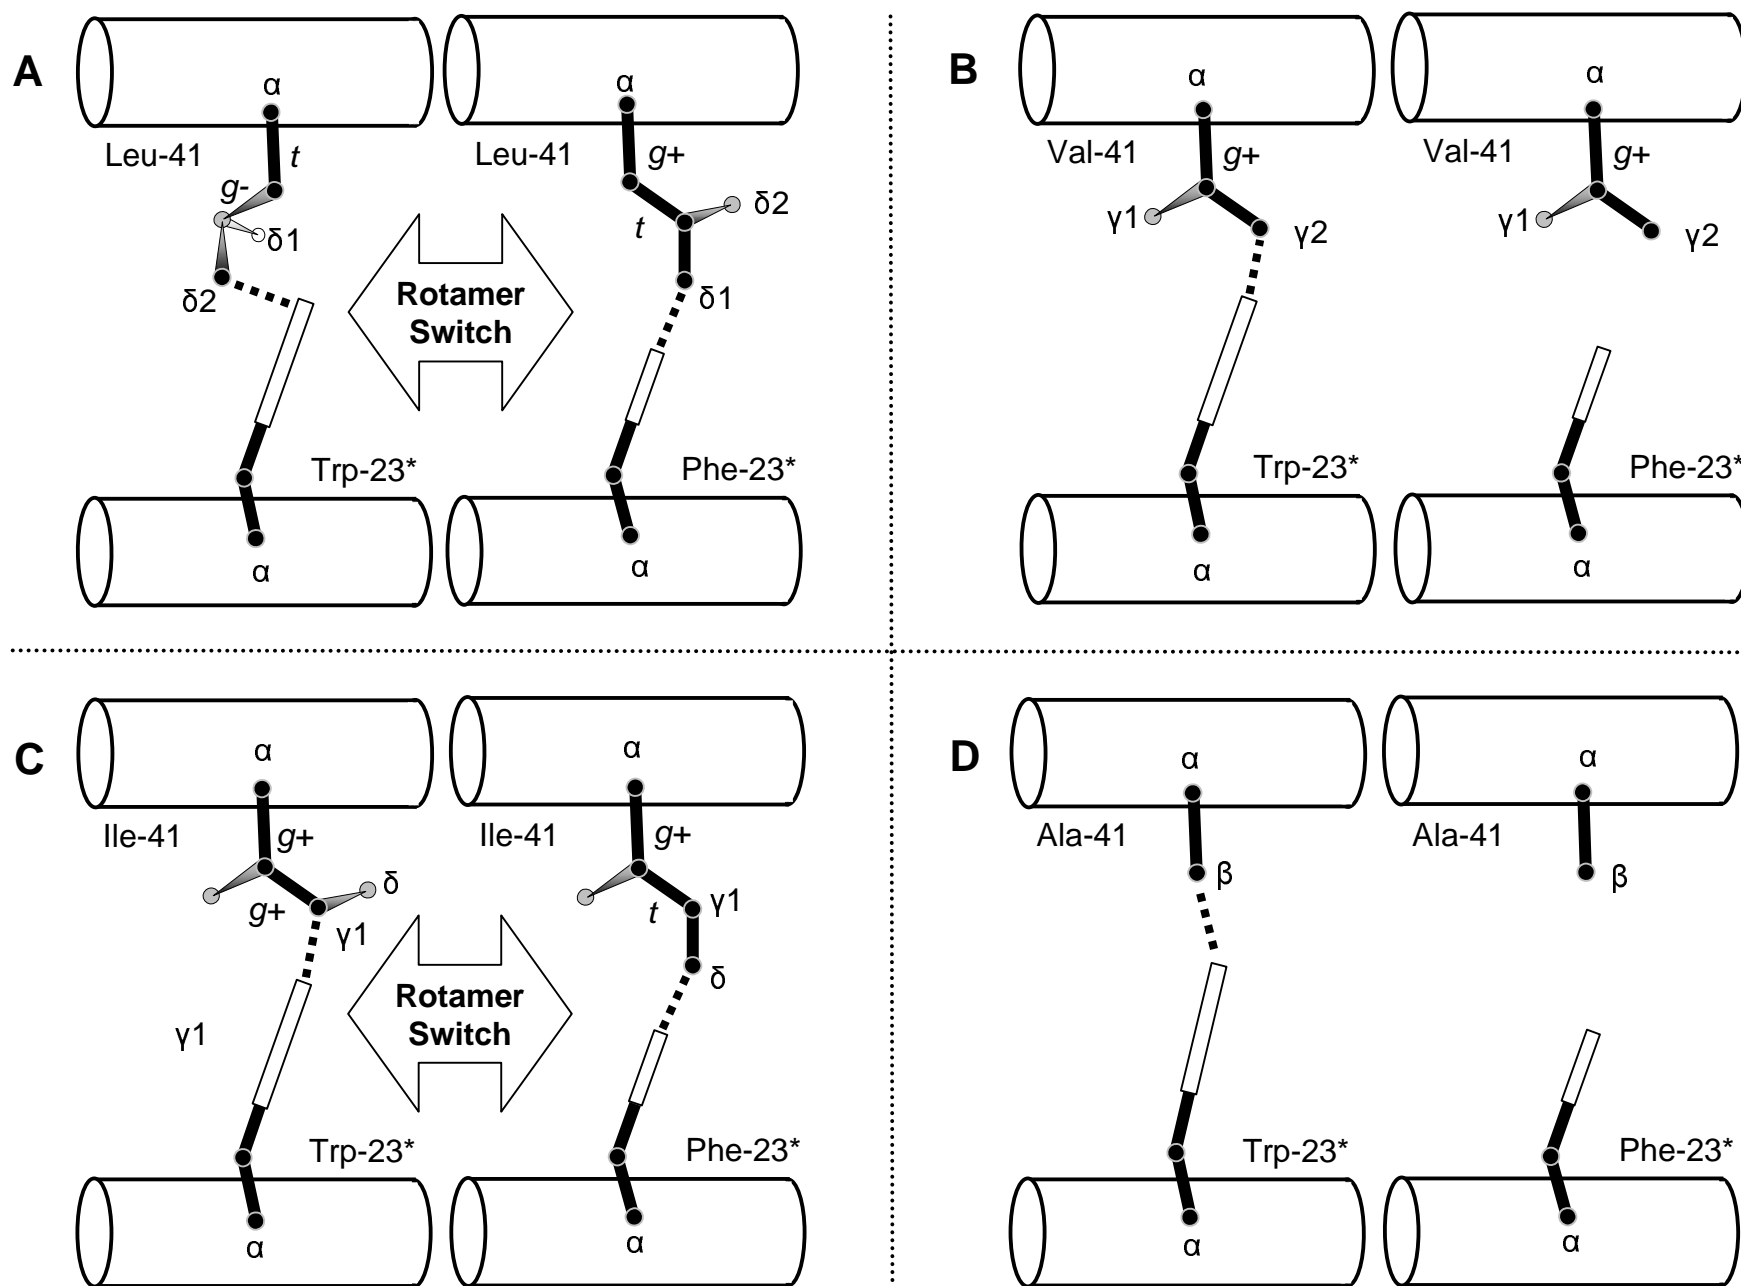 A
α
Leu-41
t
g-
δ1
δ2
Trp-23*
α
α
Leu-41
g+
δ2
t
δ1
Phe-23*
α
Rotamer
Switch
B
α
Val-41
g+
γ1
γ2
Trp-23*
α
α
Val-41
g+
γ1
γ2
Phe-23*
α
C
α
Ile-41
g+
δ
g+
γ1
γ1
Trp-23*
α
α
Ile-41
g+
γ1
t
δ
Phe-23*
α
Rotamer
Switch
D
α
Ala-41
β
Trp-23*
α
α
Ala-41
β
Phe-23*
α